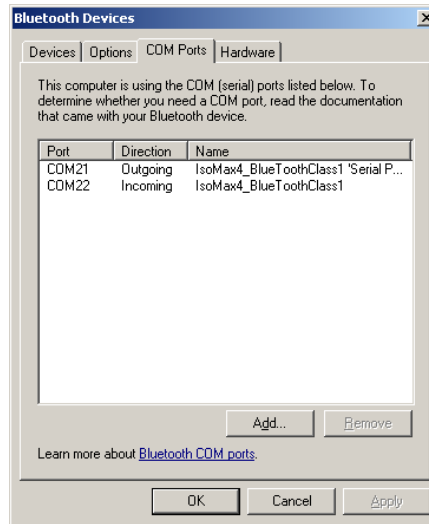 Bluetooth Devices
Devices Options COM Ports Hardware
This computer is using the COM (serial) ports listed below. To
determine whether you need a COM port, read the documentation
that came with your Bluetooth device.
Port Direction Name
COM21 Outgoing IsoMax4_BlueToothClass1 'Serial P...
COM22 Incoming IsoMax4_BlueToothClass1
Add... Remove
Learn more about Bluetooth COM ports.
OK Cancel Apply